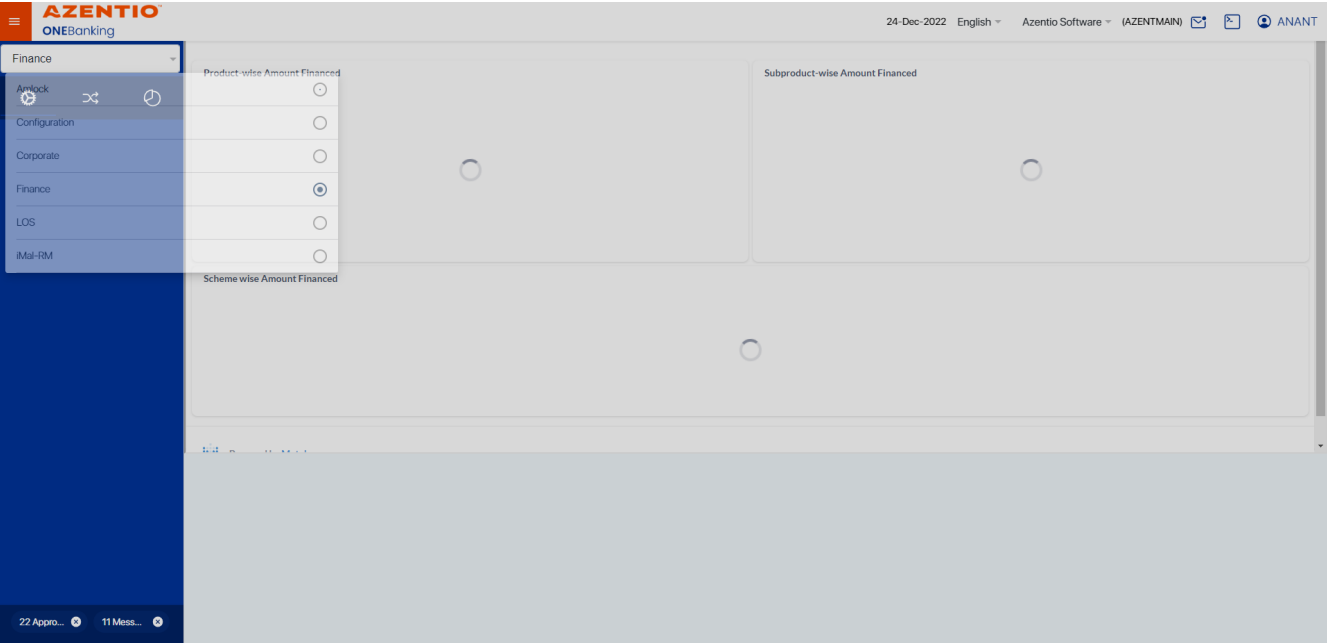 AZENTIO
ONEBanking
24-Dec-2022 English Azentio Software (AZENTMAIN) ANANT
Finance
Product-wise Amount Financed
Subproduct-wise Amount Financed
Amlock
Configuration
Corporate
Finance
LOS
iMal-RM
Scheme wise Amount Financed
22 Appro...
11 Mess...